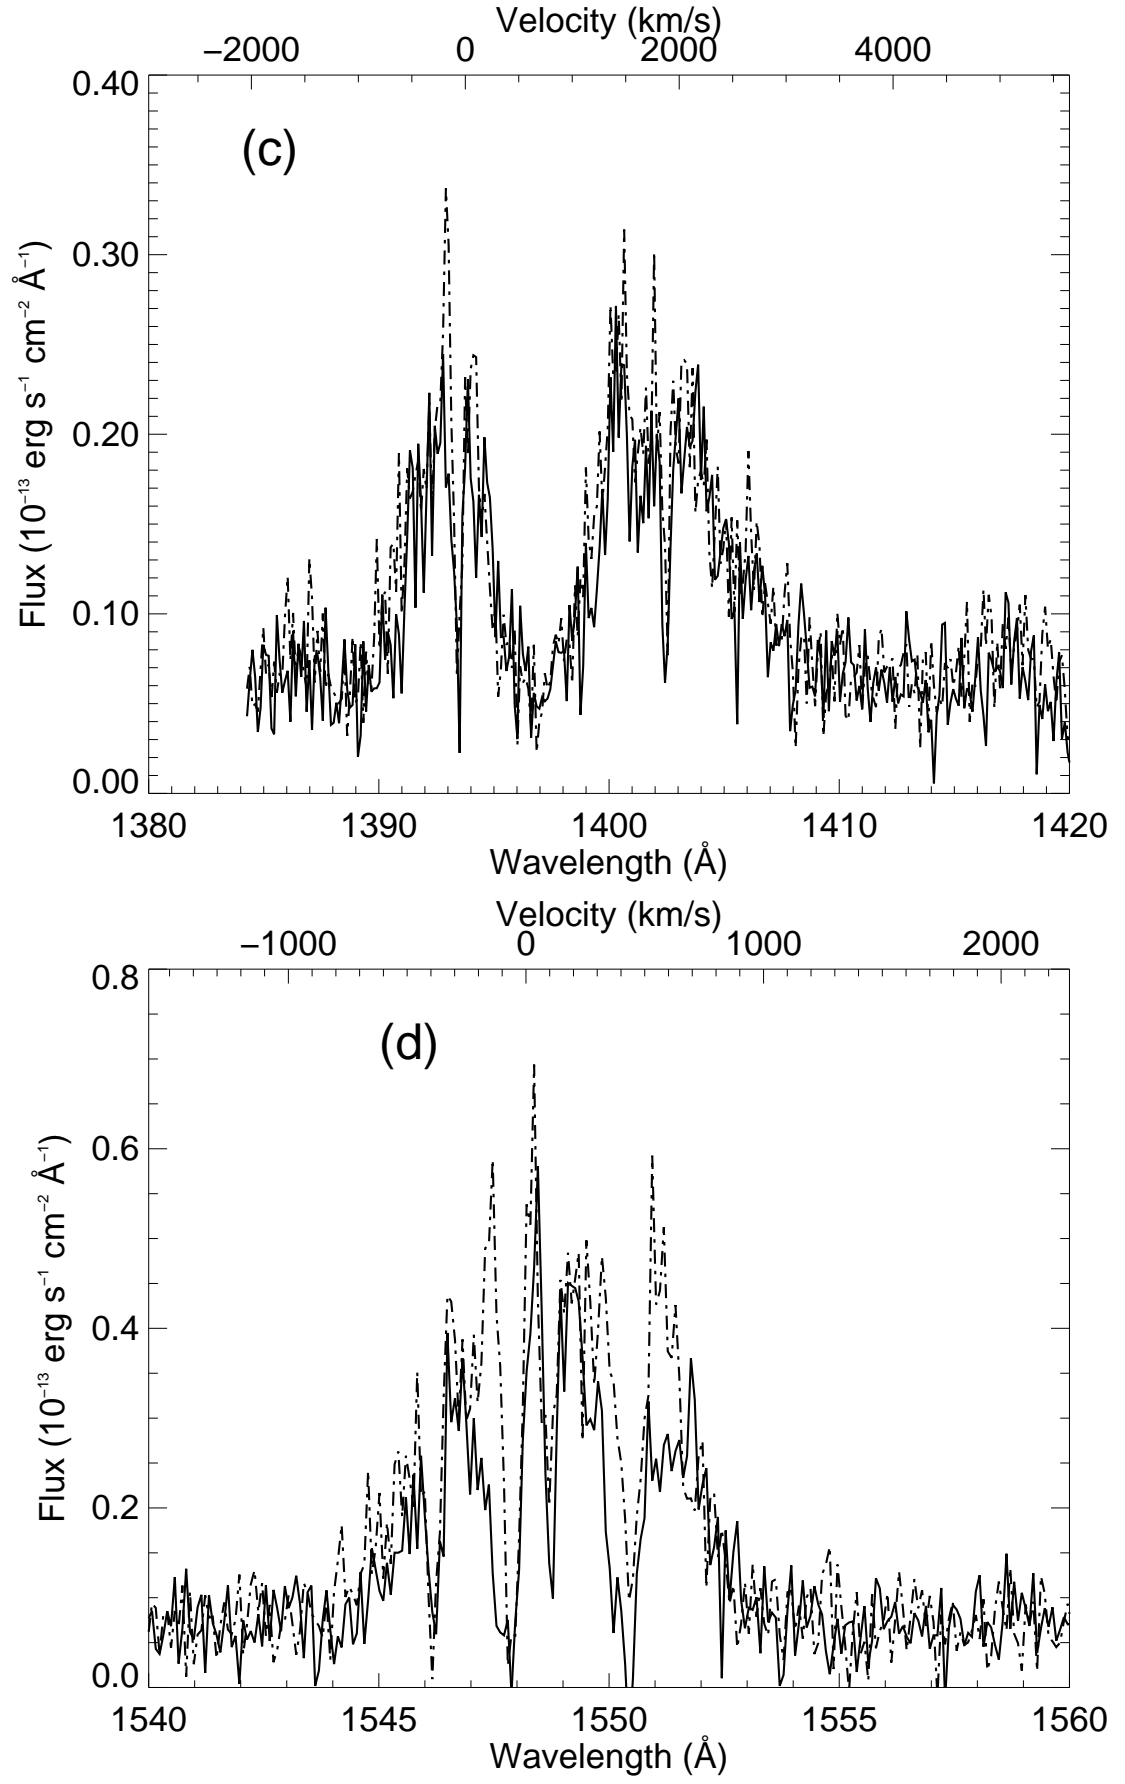 Velocity (km/s)
−2000 0 2000 4000
0.40
(c)
0.30
0.20
0.10
0.00
Flux (10⁻¹³ erg s⁻¹ cm⁻² Å⁻¹)
1380 1390 1400 1410 1420
Wavelength (Å)
Velocity (km/s)
−1000 0 1000 2000
0.8
(d)
0.6
0.4
0.2
0.0
Flux (10⁻¹³ erg s⁻¹ cm⁻² Å⁻¹)
1540 1545 1550 1555 1560
Wavelength (Å)